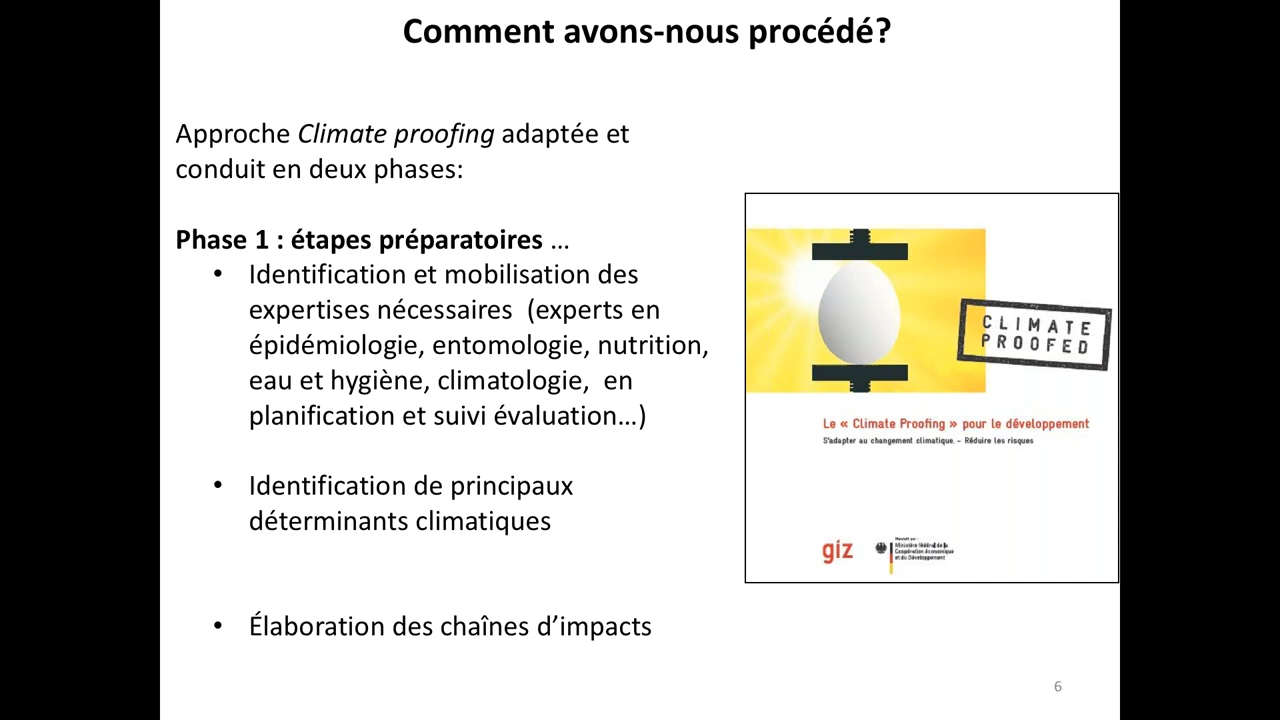 Comment avons-nous procédé?
Approche Climate proofing adaptée et
conduit en deux phases:
Phase 1 : étapes préparatoires ...
• Identification et mobilisation des
expertises nécessaires (experts en
épidémiologie, entomologie, nutrition,
eau et hygiène, climatologie, en
planification et suivi évaluation...)
• Identification de principaux
déterminants climatiques
• Élaboration des chaînes d’impacts
CLIMATE
PROOFED
Le « Climate Proofing » pour le développement
S'adapter au changement climatique. – Réduire les risques
giz
Mandaté par :
Ministère fédéral de la
Coopération économique
et du Développement
6